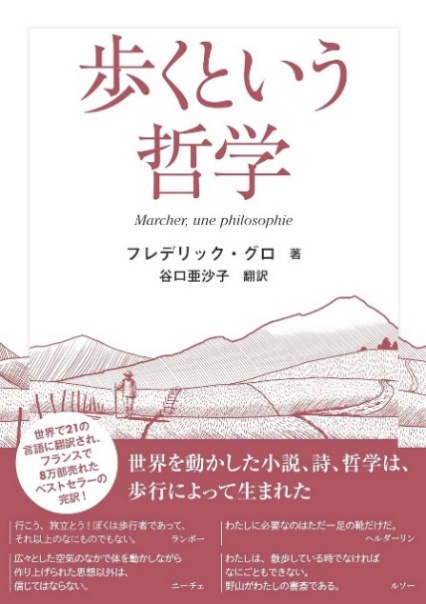 歩くという
哲学
Marcher, une philosophie
フレデリック・グロ 著
谷口亜沙子 翻訳
世界で21の
言語に翻訳され、
フランスで
8万部売れた
ベストセラーの
完訳！
世界を動かした小説、詩、哲学は、
歩行によって生まれた
行こう、旅立とう！ぼくは歩行者であって、
それ以上のなにものでもない。 ランボー
わたしに必要なのはただ一足の靴だけだ。
ヘルダーリン
広々とした空気のなかで体を動かしながら
作り上げられた思想以外は、
信じてはならない。 ニーチェ
わたしは、散歩している時でなければ
なにごともできない。
野山がわたしの書斎である。 ルソー